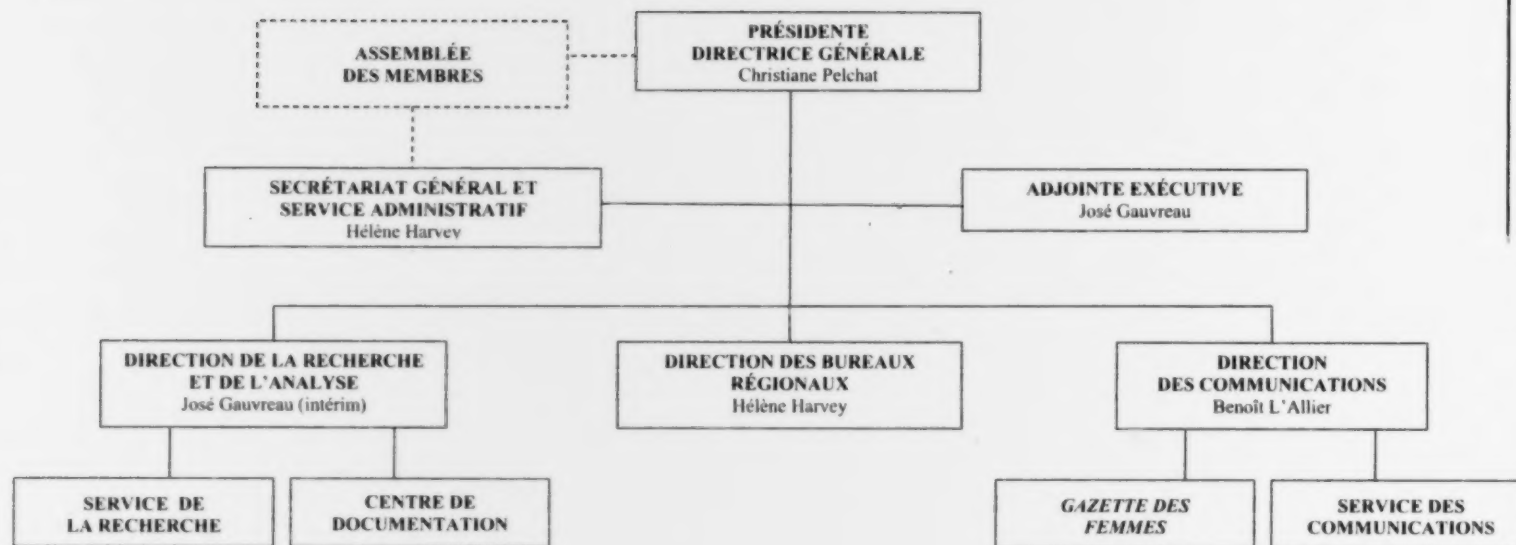 ASSEMBLÉE
DES MEMBRES
PRÉSIDENTE
DIRECTRICE GÉNÉRALE
Christiane Pelchat
SECRÉTARIAT GÉNÉRAL ET
SERVICE ADMINISTRATIF
Hélène Harvey
ADJOINTE EXÉCUTIVE
José Gauvreau
DIRECTION DE LA RECHERCHE
ET DE L'ANALYSE
José Gauvreau (intérim)
DIRECTION DES BUREAUX
RÉGIONAUX
Hélène Harvey
DIRECTION
DES COMMUNICATIONS
Benoît L'Allier
SERVICE DE
LA RECHERCHE
CENTRE DE
DOCUMENTATION
GAZETTE DES
FEMMES
SERVICE DES
COMMUNICATIONS